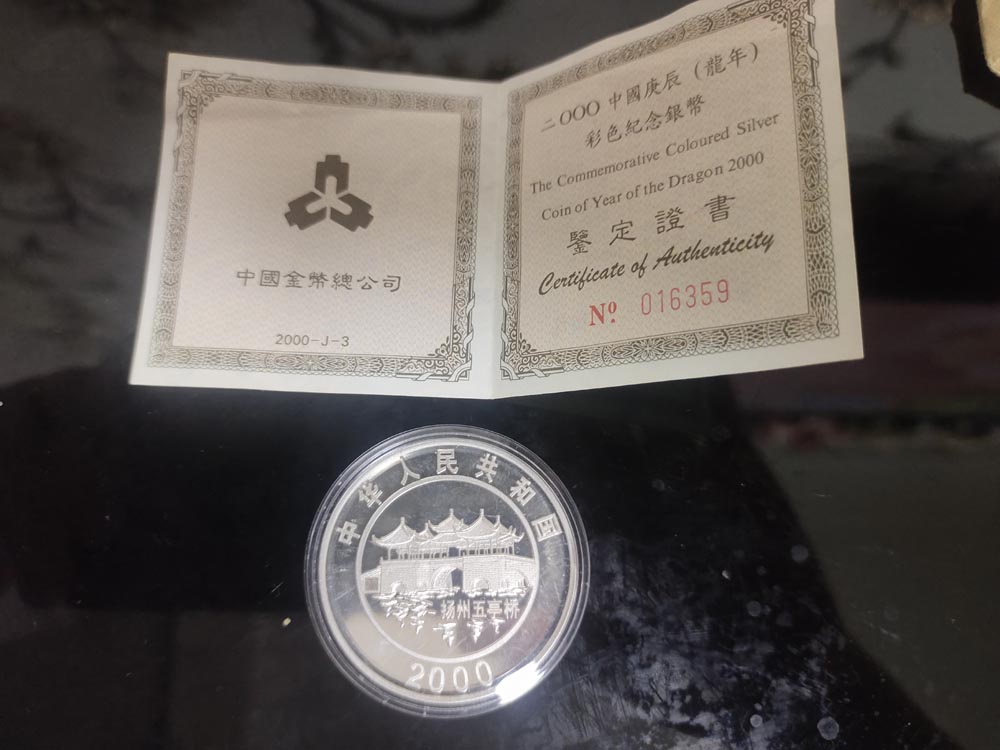 中國金幣總公司
2000-J-3
二OOO中國庚辰（龍年）
彩色紀念銀幣
The Commemorative Coloured Silver
Coin of Year of the Dragon 2000
鑒定證書
Certificate of Authenticity
Nº 016359
中华人民共和国
扬州五亭桥
2000